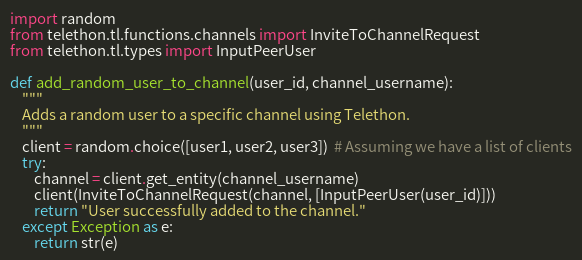 import random
from telethon.tl.functions.channels import InviteToChannelRequest
from telethon.tl.types import InputPeerUser

def add_random_user_to_channel(user_id, channel_username):
    """
    Adds a random user to a specific channel using Telethon.
    """
    client = random.choice([user1, user2, user3])  # Assuming we have a list of clients
    try:
        channel = client.get_entity(channel_username)
        client(InviteToChannelRequest(channel, [InputPeerUser(user_id)]))
        return "User successfully added to the channel."
    except Exception as e:
        return str(e)